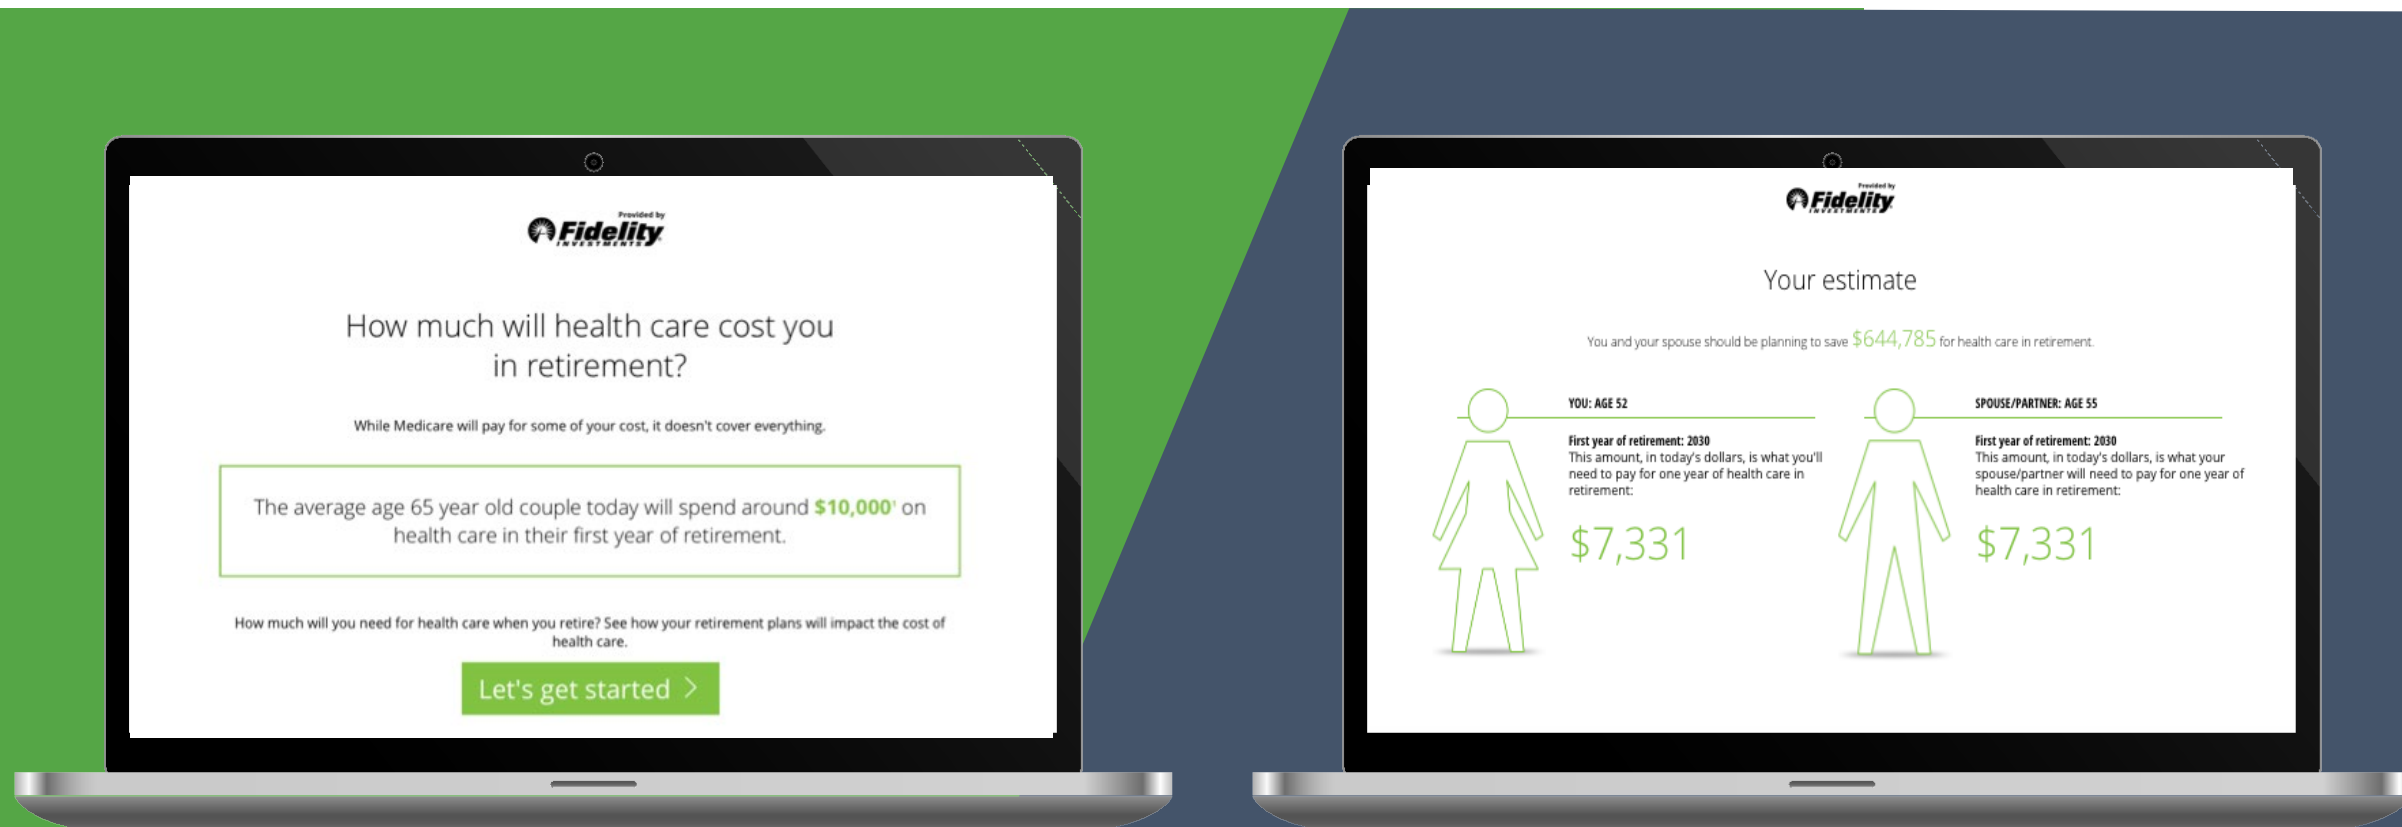 Provided by
Fidelity
INVESTMENTS
How much will health care cost you
in retirement?
While Medicare will pay for some of your cost, it doesn't cover everything.
The average age 65 year old couple today will spend around $10,000¹ on
health care in their first year of retirement.
How much will you need for health care when you retire? See how your retirement plans will impact the cost of
health care.
Let's get started >
Provided by
Fidelity
INVESTMENTS
Your estimate
You and your spouse should be planning to save $644,785 for health care in retirement.
YOU: AGE 52
First year of retirement: 2030
This amount, in today's dollars, is what you'll
need to pay for one year of health care in
retirement:
$7,331
SPOUSE/PARTNER: AGE 55
First year of retirement: 2030
This amount, in today's dollars, is what your
spouse/partner will need to pay for one year of
health care in retirement:
$7,331